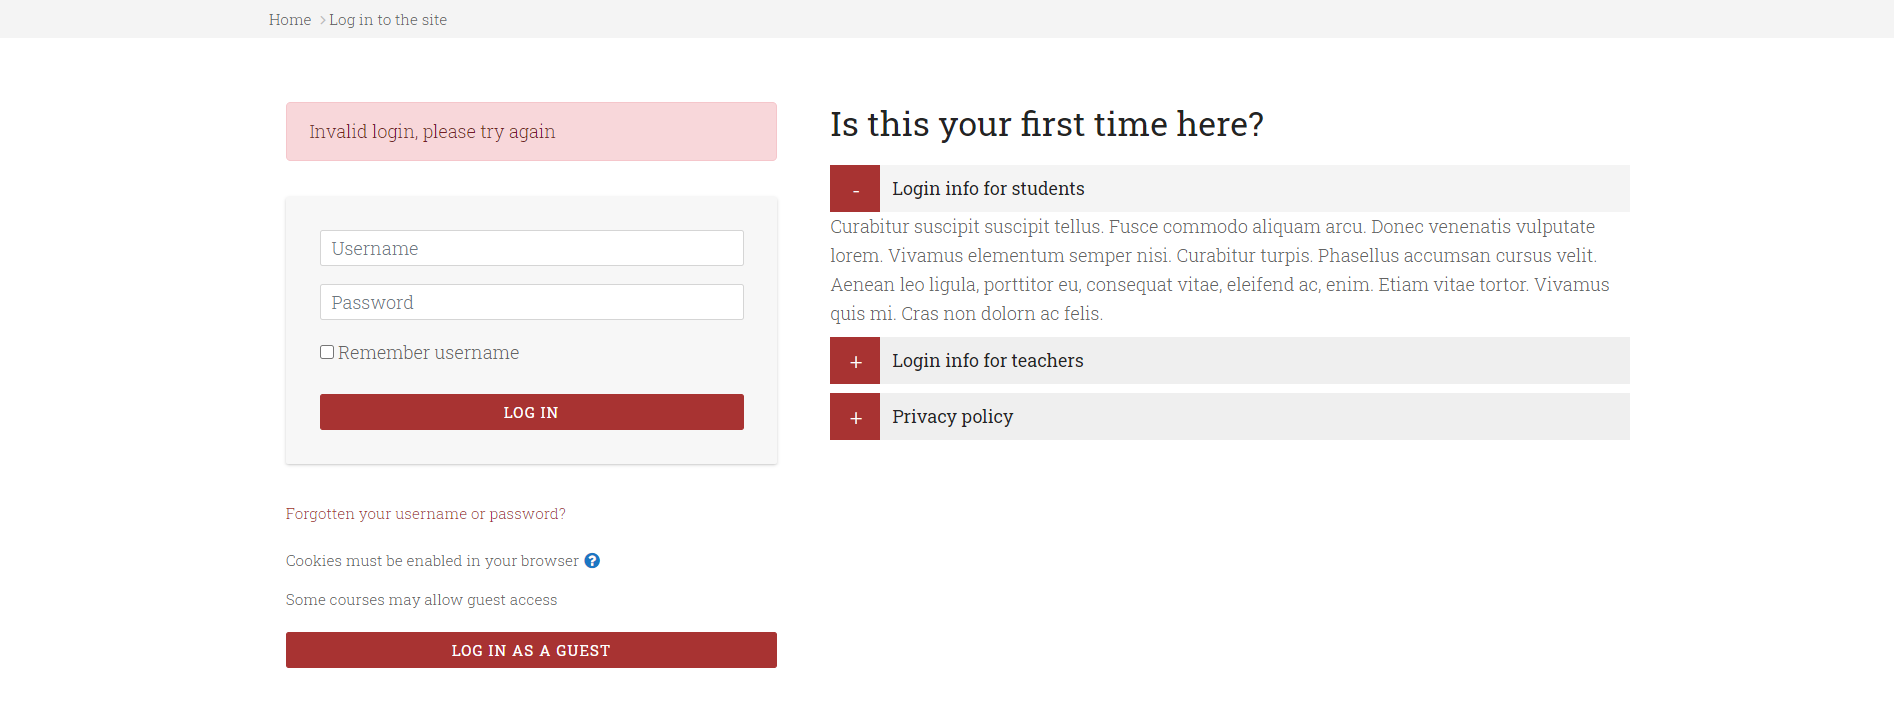 Home > Log in to the site
Invalid login, please try again
Username
Password
Remember username
LOG IN
Forgotten your username or password?
Cookies must be enabled in your browser ?
Some courses may allow guest access
LOG IN AS A GUEST
Is this your first time here?
- Login info for students
Curabitur suscipit suscipit tellus. Fusce commodo aliquam arcu. Donec venenatis vulputate
lorem. Vivamus elementum semper nisi. Curabitur turpis. Phasellus accumsan cursus velit.
Aenean leo ligula, porttitor eu, consequat vitae, eleifend ac, enim. Etiam vitae tortor. Vivamus
quis mi. Cras non dolorn ac felis.
+ Login info for teachers
+ Privacy policy